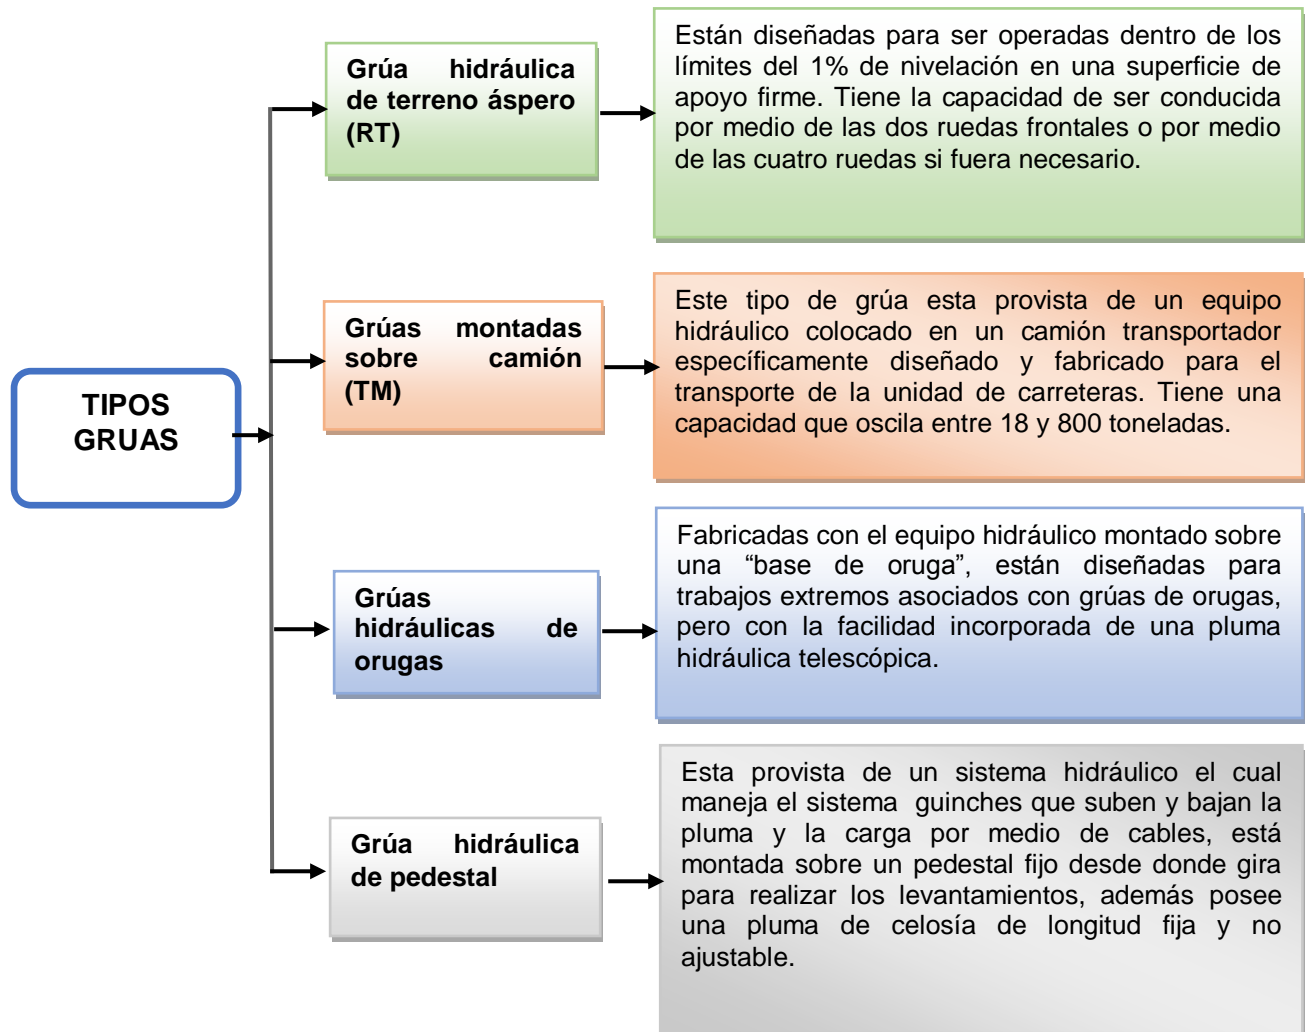 TIPOS
GRUAS
Grúa hidráulica
de terreno áspero
(RT)
Están diseñadas para ser operadas dentro de los
límites del 1% de nivelación en una superficie de
apoyo firme. Tiene la capacidad de ser conducida
por medio de las dos ruedas frontales o por medio
de las cuatro ruedas si fuera necesario.
Grúas montadas
sobre camión
(TM)
Este tipo de grúa esta provista de un equipo
hidráulico colocado en un camión transportador
específicamente diseñado y fabricado para el
transporte de la unidad de carreteras. Tiene una
capacidad que oscila entre 18 y 800 toneladas.
Grúas
hidráulicas de
orugas
Fabricadas con el equipo hidráulico montado sobre
una “base de oruga”, están diseñadas para
trabajos extremos asociados con grúas de orugas,
pero con la facilidad incorporada de una pluma
hidráulica telescópica.
Grúa hidráulica
de pedestal
Esta provista de un sistema hidráulico el cual
maneja el sistema guinches que suben y bajan la
pluma y la carga por medio de cables, está
montada sobre un pedestal fijo desde donde gira
para realizar los levantamientos, además posee
una pluma de celosía de longitud fija y no
ajustable.